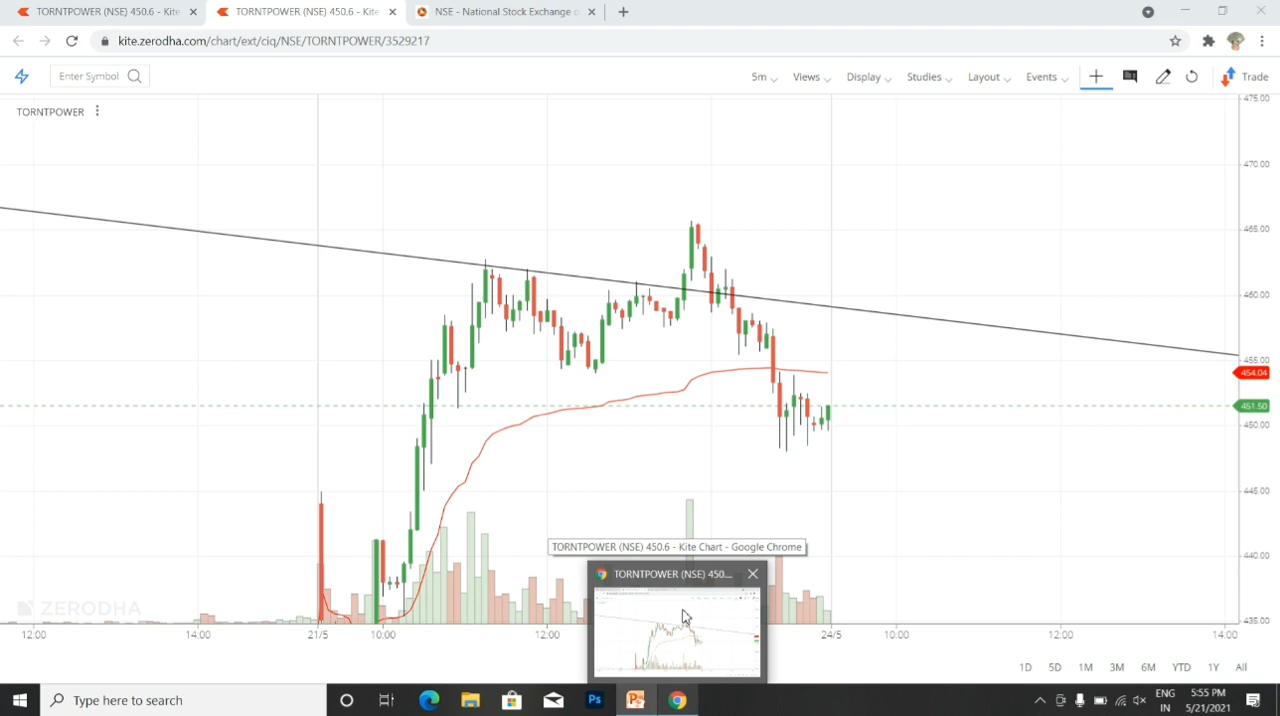 TORNTPOWER (NSE) 450.6 - Kite
TORNTPOWER (NSE) 450.6 - Kite
NSE - National Stock Exchange o
kite.zerodha.com/chart/ext/ciq/NSE/TORNTPOWER/3529217
Enter Symbol
5m Views Display Studies Layout Events Trade
TORNTPOWER
475.00
470.00
465.00
460.00
455.00
454.04
451.50
450.00
445.00
440.00
435.00
TORNTPOWER (NSE) 450.6 - Kite Chart - Google Chrome
TORNTPOWER (NSE) 450...
ZERODHA
12:00 14:00 21/5 10:00 12:00 24/5 10:00 12:00 14:00
1D 5D 1M 3M 6M YTD 1Y All
Type here to search
Ps
ENG
IN
5:55 PM
5/21/2021